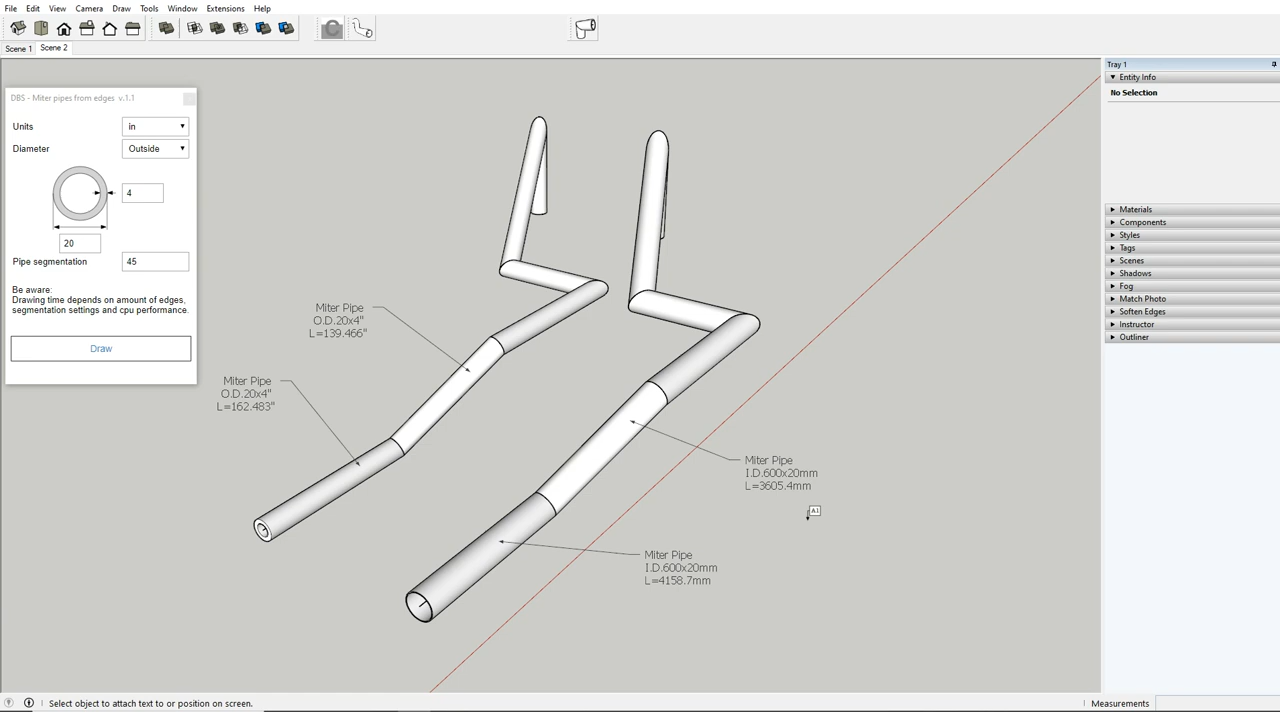 File Edit View Camera Draw Tools Window Extensions Help
Scene 1 Scene 2
DBS - Miter pipes from edges v.1.1
Units in
Diameter Outside
4
20
Pipe segmentation 45
Be aware:
Drawing time depends on amount of edges,
segmentation settings and cpu performance.
Draw
Miter Pipe
O.D.20x4"
L=139.466"
Miter Pipe
O.D.20x4"
L=162.483"
Miter Pipe
I.D.600x20mm
L=3605.4mm
A1
Miter Pipe
I.D.600x20mm
L=4158.7mm
Tray 1
Entity Info
No Selection
Materials
Components
Styles
Tags
Scenes
Shadows
Fog
Match Photo
Soften Edges
Instructor
Outliner
Select object to attach text to or position on screen.
Measurements